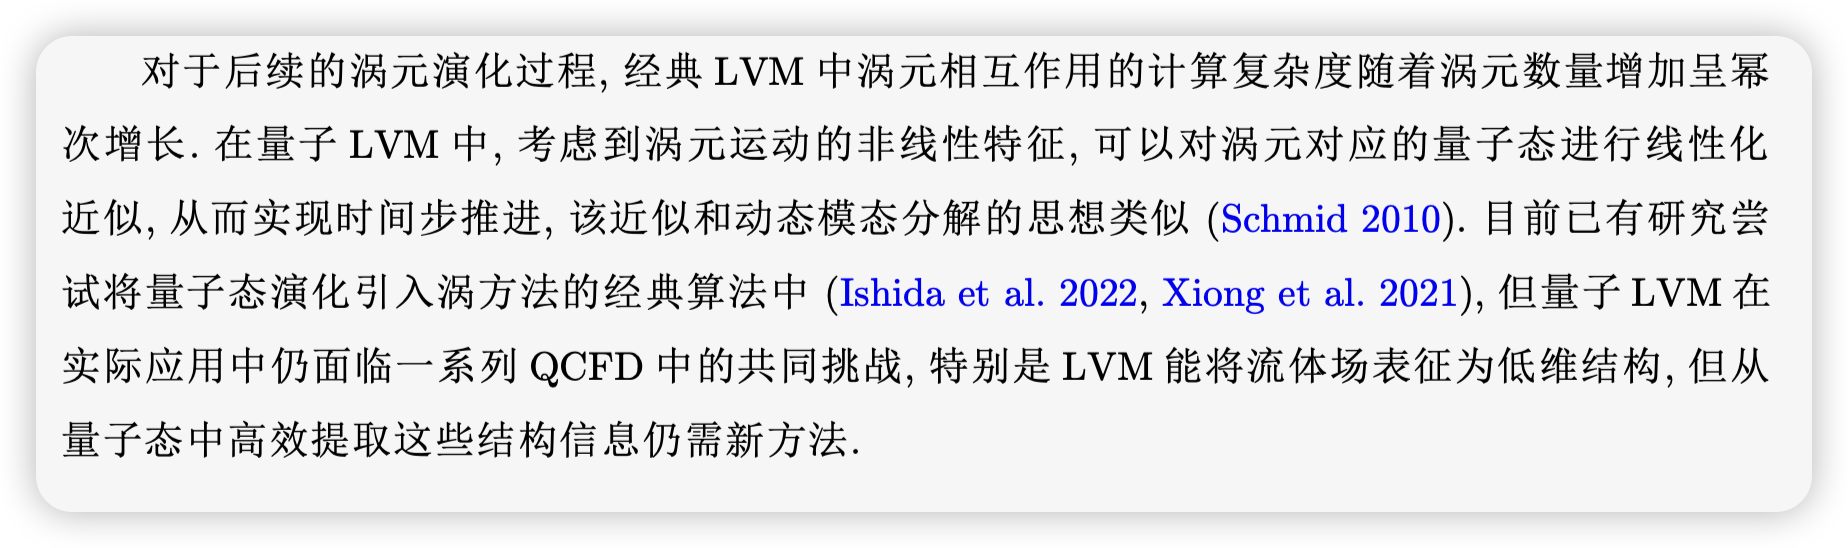 对于后续的涡元演化过程, 经典 LVM 中涡元相互作用的计算复杂度随着涡元数量增加呈幂
次增长. 在量子 LVM 中, 考虑到涡元运动的非线性特征, 可以对涡元对应的量子态进行线性化
近似, 从而实现时间步推进, 该近似和动态模态分解的思想类似 (Schmid 2010). 目前已有研究尝
试将量子态演化引入涡方法的经典算法中 (Ishida et al. 2022, Xiong et al. 2021), 但量子 LVM 在
实际应用中仍面临一系列 QCFD 中的共同挑战, 特别是 LVM 能将流体场表征为低维结构, 但从
量子态中高效提取这些结构信息仍需新方法.